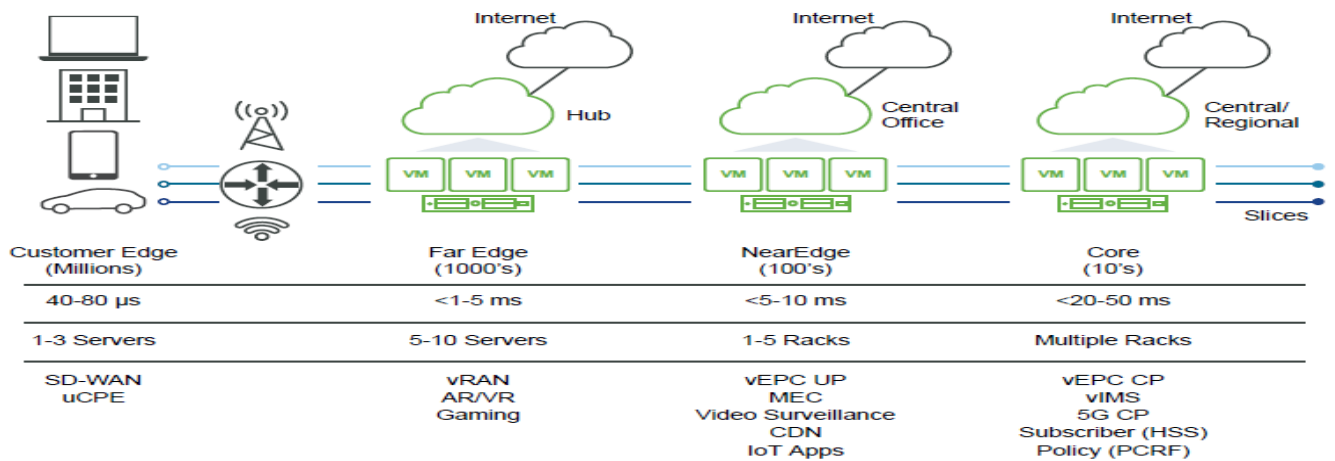 Internet
Internet
Internet
Hub
Central
Office
Central/
Regional
VM VM VM
VM VM VM
VM VM VM
Slices
Customer Edge
(Millions)
Far Edge
(1000's)
NearEdge
(100's)
Core
(10's)
40-80 µs
<1-5 ms
<5-10 ms
<20-50 ms
1-3 Servers
5-10 Servers
1-5 Racks
Multiple Racks
SD-WAN
uCPE
vRAN
AR/VR
Gaming
vEPC UP
MEC
Video Surveillance
CDN
IoT Apps
vEPC CP
vIMS
5G CP
Subscriber (HSS)
Policy (PCRF)